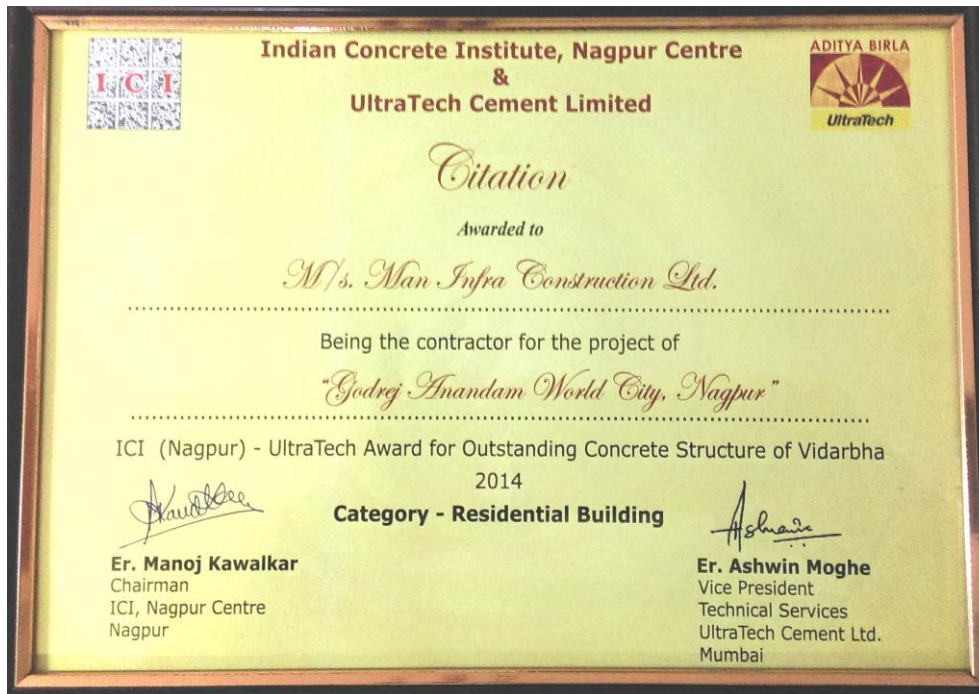 Indian Concrete Institute, Nagpur Centre
&
UltraTech Cement Limited
I C I
ADITYA BIRLA
UltraTech
Citation
Awarded to
M/s. Man Infra Construction Ltd.
Being the contractor for the project of
"Godrej Anandam World City, Nagpur"
ICI (Nagpur) - UltraTech Award for Outstanding Concrete Structure of Vidarbha
2014
Category - Residential Building
Er. Manoj Kawalkar
Chairman
ICI, Nagpur Centre
Nagpur
Er. Ashwin Moghe
Vice President
Technical Services
UltraTech Cement Ltd.
Mumbai